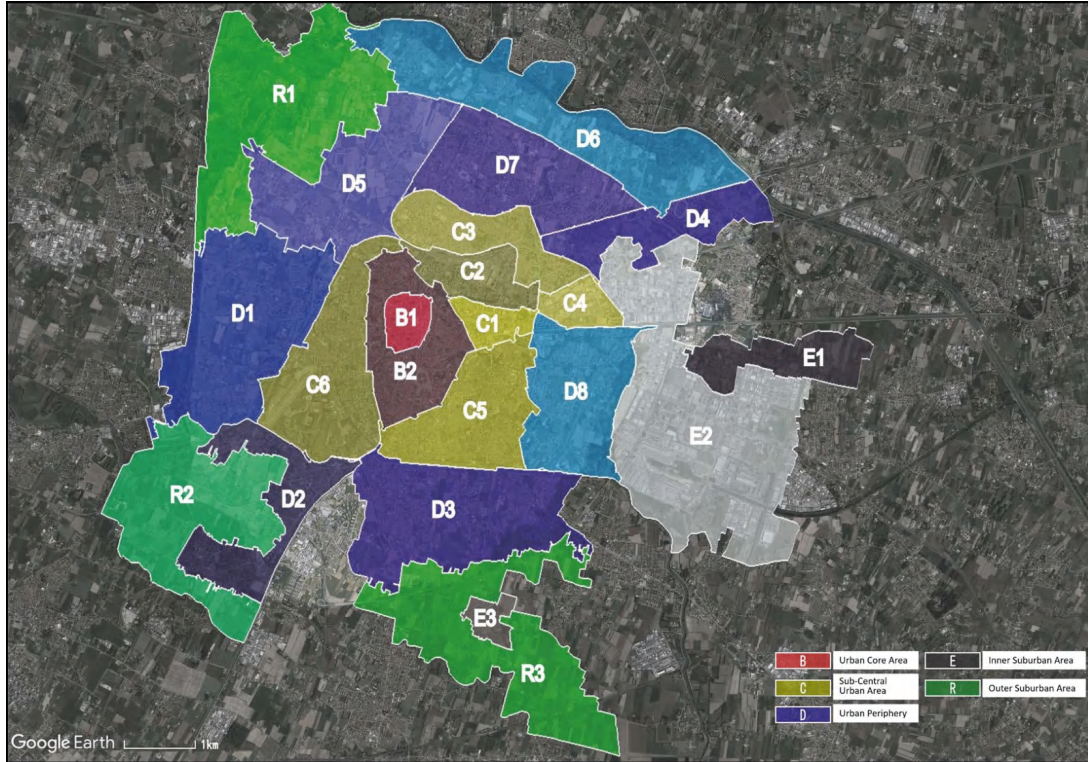 R1
D6
D7
D5
D4
C3
C2
C4
D1
B1
C1
E1
B2
C6
C5
D8
E2
R2
D2
D3
E3
R3
B Urban Core Area
C Sub-Central
Urban Area
D Urban Periphery
E Inner Suburban Area
R Outer Suburban Area
Google Earth
1km